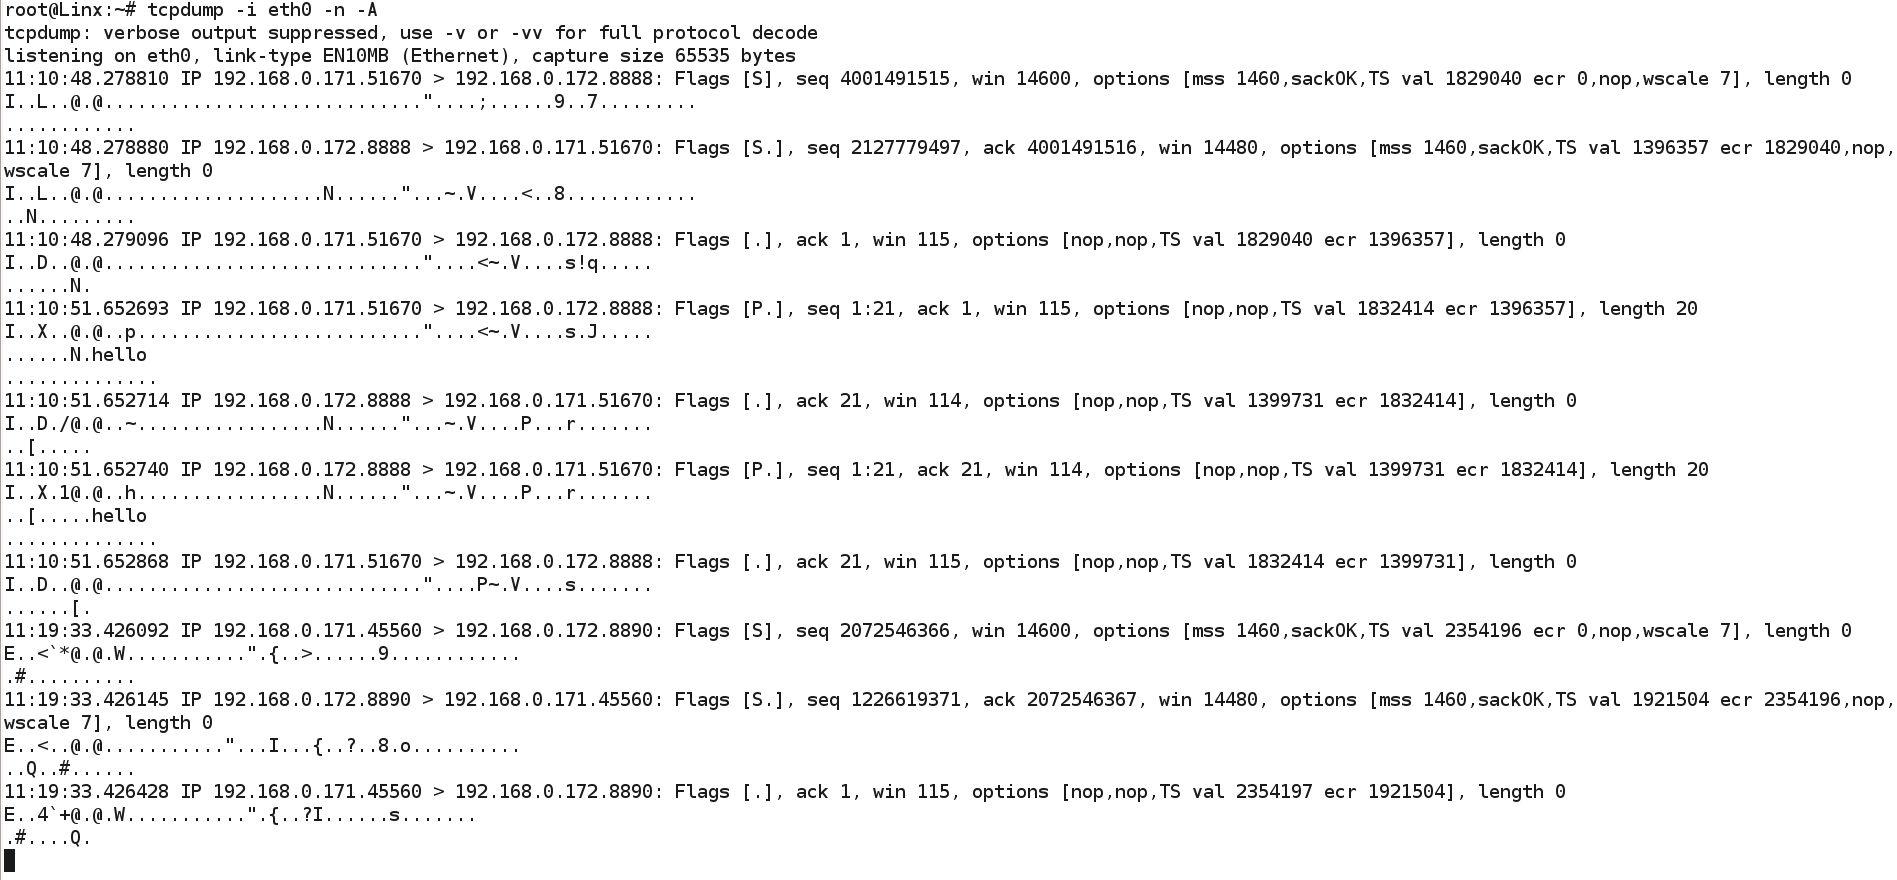 root@Linx:~# tcpdump -i eth0 -n -A
tcpdump: verbose output suppressed, use -v or -vv for full protocol decode
listening on eth0, link-type EN10MB (Ethernet), capture size 65535 bytes
11:10:48.278810 IP 192.168.0.171.51670 > 192.168.0.172.8888: Flags [S], seq 4001491515, win 14600, options [mss 1460,sackOK,TS val 1829040 ecr 0,nop,wscale 7], length 0
I..L..@.@............................."....;......9..7.........
............
11:10:48.278880 IP 192.168.0.172.8888 > 192.168.0.171.51670: Flags [S.], seq 2127779497, ack 4001491516, win 14480, options [mss 1460,sackOK,TS val 1396357 ecr 1829040,nop,
wscale 7], length 0
I..L..@.@....................N......"...~.V....<..8............
..N.........
11:10:48.279096 IP 192.168.0.171.51670 > 192.168.0.172.8888: Flags [.], ack 1, win 115, options [nop,nop,TS val 1829040 ecr 1396357], length 0
I..D..@.@............................."....<~.V....s!q.....
......N.
11:10:51.652693 IP 192.168.0.171.51670 > 192.168.0.172.8888: Flags [P.], seq 1:21, ack 1, win 115, options [nop,nop,TS val 1832414 ecr 1396357], length 20
I..X..@.@..p.........................."....<~.V....s.J.....
......N.hello
..............
11:10:51.652714 IP 192.168.0.172.8888 > 192.168.0.171.51670: Flags [.], ack 21, win 114, options [nop,nop,TS val 1399731 ecr 1832414], length 0
I..D./@.@..~.................N......"...~.V....P...r.......
..[.....
11:10:51.652740 IP 192.168.0.172.8888 > 192.168.0.171.51670: Flags [P.], seq 1:21, ack 21, win 114, options [nop,nop,TS val 1399731 ecr 1832414], length 20
I..X.1@.@..h.................N......"...~.V....P...r.......
..[.....hello
..............
11:10:51.652868 IP 192.168.0.171.51670 > 192.168.0.172.8888: Flags [.], ack 21, win 115, options [nop,nop,TS val 1832414 ecr 1399731], length 0
I..D..@.@............................."....P~.V....s.......
......[.
11:19:33.426092 IP 192.168.0.171.45560 > 192.168.0.172.8890: Flags [S], seq 2072546366, win 14600, options [mss 1460,sackOK,TS val 2354196 ecr 0,nop,wscale 7], length 0
E..<`*@.@.W...........".{..>......9............
.#..........
11:19:33.426145 IP 192.168.0.172.8890 > 192.168.0.171.45560: Flags [S.], seq 1226619371, ack 2072546367, win 14480, options [mss 1460,sackOK,TS val 1921504 ecr 2354196,nop,
wscale 7], length 0
E..<..@.@..........."...I...{..?..8.o..........
..Q..#......
11:19:33.426428 IP 192.168.0.171.45560 > 192.168.0.172.8890: Flags [.], ack 1, win 115, options [nop,nop,TS val 2354197 ecr 1921504], length 0
E..4`+@.@.W...........".{..?I......s.......
.#....Q.